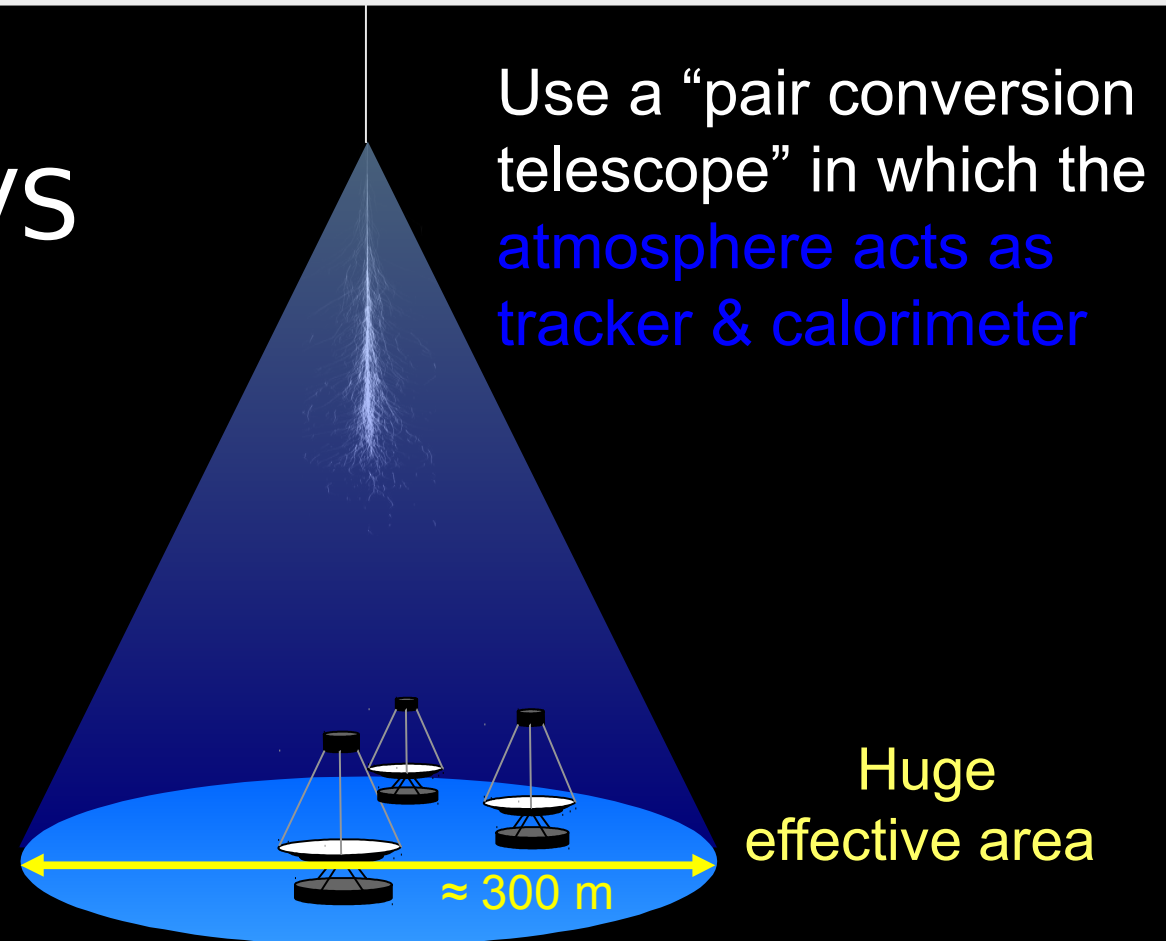 Use a “pair conversion
telescope” in which the
atmosphere acts as
tracker & calorimeter
Huge
effective area
≈ 300 m